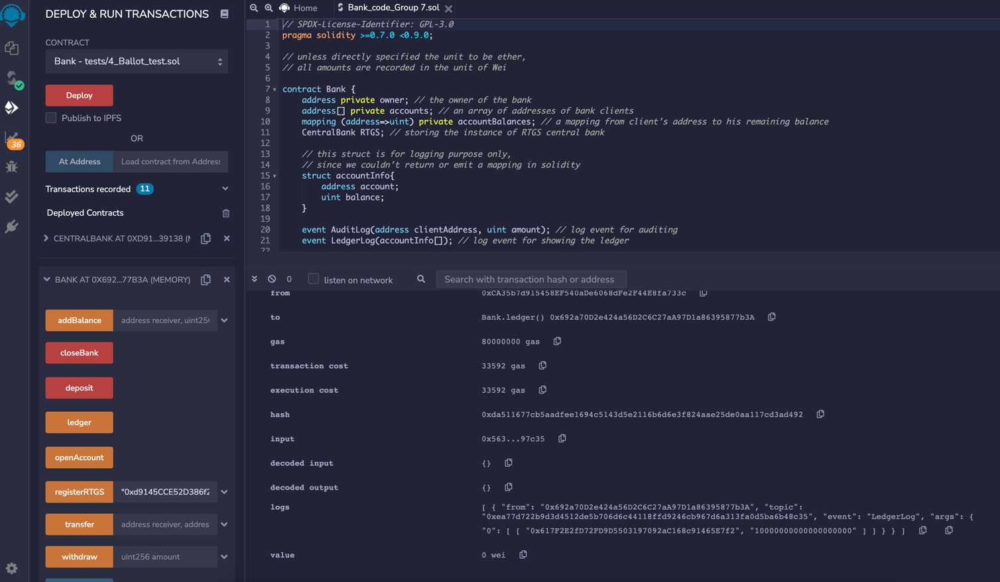 DEPLOY & RUN TRANSACTIONS
CONTRACT
Bank - tests/4_Ballot_test.sol
Deploy
Publish to IPFS
OR
At Address
Load contract from Address
36
Transactions recorded 11
Deployed Contracts
CENTRALBANK AT 0XD91...39138 (M
BANK AT 0X692...77B3A (MEMORY)
addBalance
address receiver, uint256
closeBank
deposit
ledger
openAccount
registerRTGS
"0xd9145CCE52D386f2
transfer
address receiver, addres
withdraw
uint256 amount
Home
Bank_code_Group 7.sol
1 // SPDX-License-Identifier: GPL-3.0
2 pragma solidity >=0.7.0 <0.9.0;
3
4 // unless directly specified the unit to be ether,
5 // all amounts are recorded in the unit of Wei
6
7 contract Bank {
8 address private owner; // the owner of the bank
9 address[] private accounts; // an array of addresses of bank clients
10 mapping (address=>uint) private accountBalances; // a mapping from client's address to his remaining balance
11 CentralBank RTGS; // storing the instance of RTGS central bank
12
13 // this struct is for logging purpose only,
14 // since we couldn't return or emit a mapping in solidity
15 struct accountInfo{
16 address account;
17 uint balance;
18 }
19
20 event AuditLog(address clientAddress, uint amount); // log event for auditing
21 event LedgerLog(accountInfo[]); // log event for showing the ledger
22
0
listen on network
Search with transaction hash or address
from 0xCA35b7d915458EF540aDe6068dFe2F44E8fa733c
to Bank.ledger() 0x692a70D2e424a56D2C6C27aA97D1a86395877b3A
gas 80000000 gas
transaction cost 33592 gas
execution cost 33592 gas
hash 0xda511677cb5aadfee1694c5143d5e2116b6d6e3f824aae25de0aa117cd3ad492
input 0x563...97c35
decoded input {}
decoded output {}
logs [ { "from": "0x692a70D2e424a56D2C6C27aA97D1a86395877b3A", "topic":
"0xea77d722b9d3d4512de5b706d6c44118ffd9246cb967d6a313fa0d5ba6b48c35", "event": "LedgerLog", "args": {
"0": [ [ "0x617F2E2fD72FD9D5503197092aC168c91465E7f2", "10000000000000000000" ] ] } } ]
value 0 wei